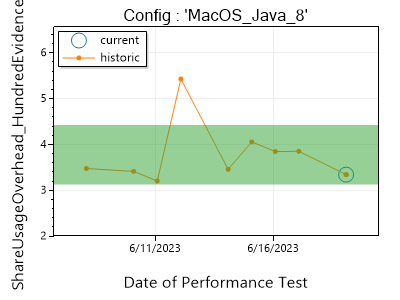 Config : 'MacOS_Java_8'
ShareUsageOverhead_HundredEvidence
current
historic
6
5
4
3
2
6/11/2023
6/16/2023
Date of Performance Test